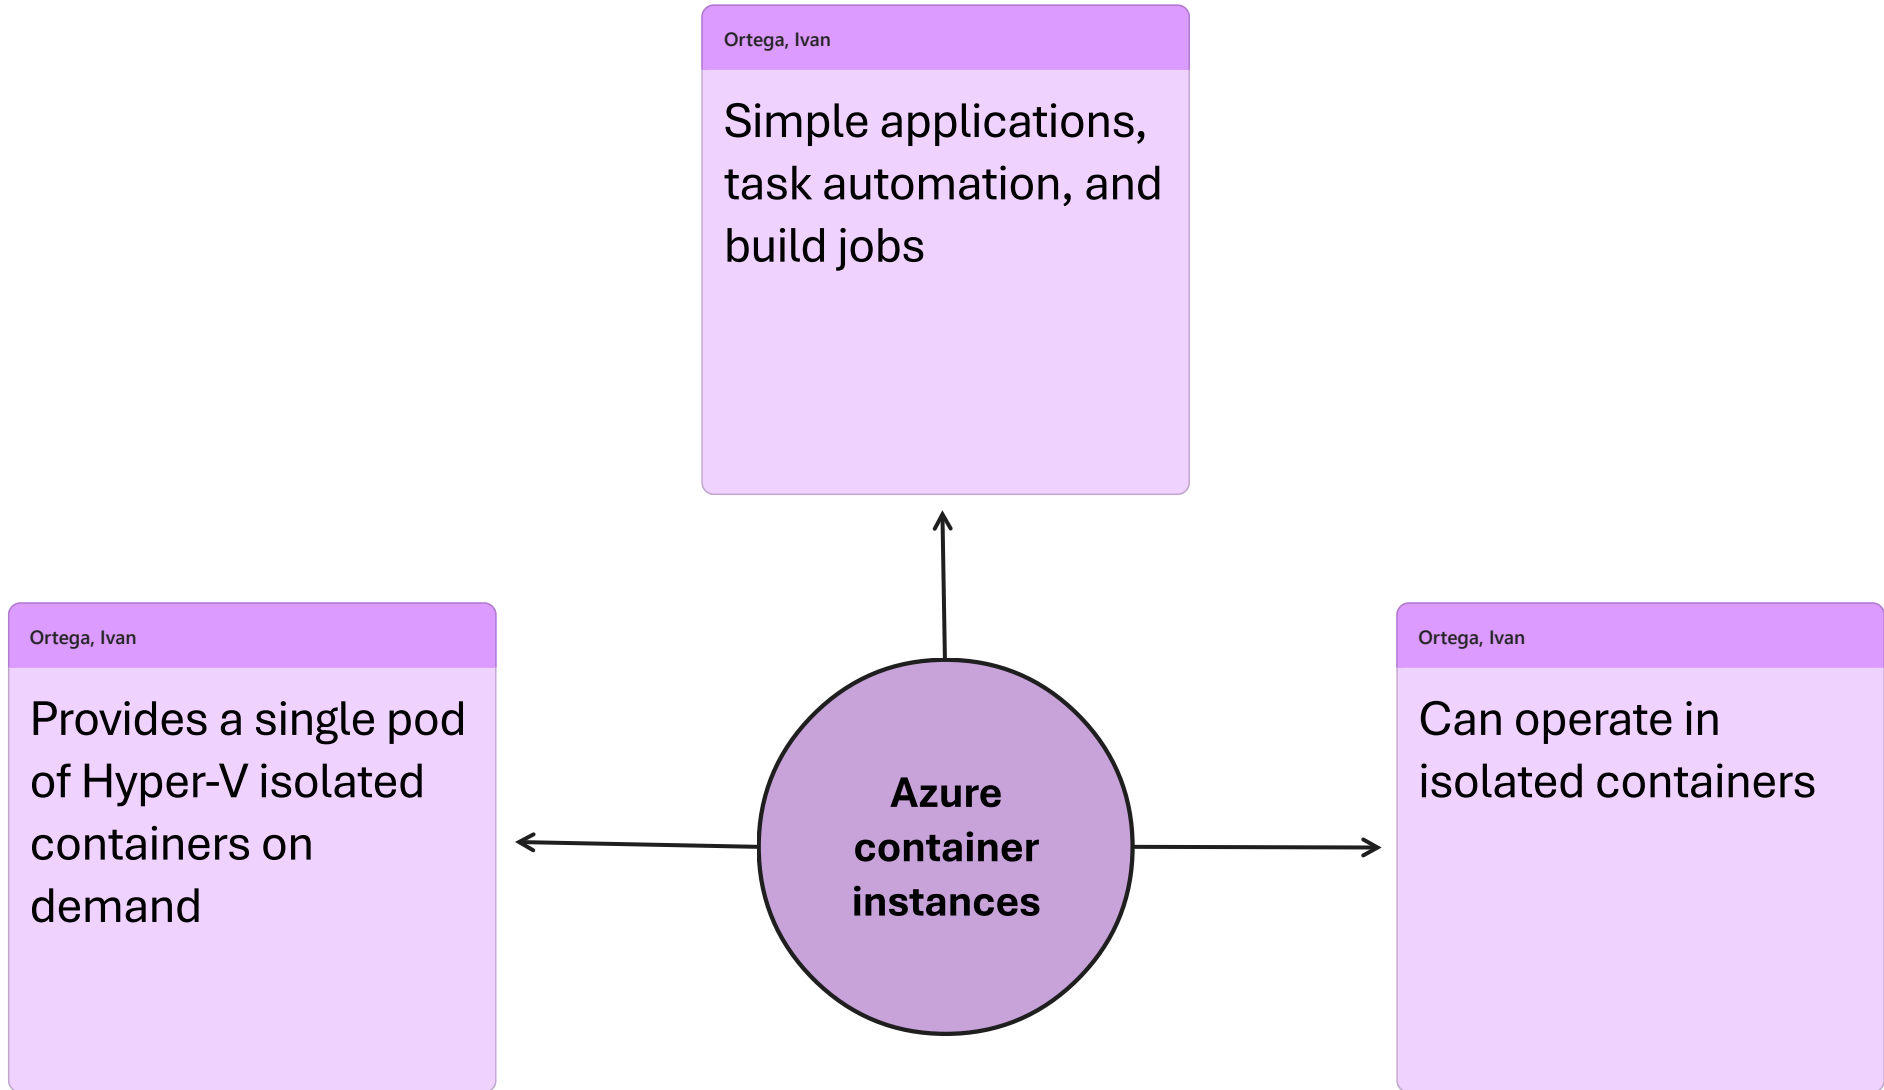 Ortega, Ivan
Simple applications,
task automation, and
build jobs
Ortega, Ivan
Provides a single pod
of Hyper-V isolated
containers on
demand
Azure
container
instances
Ortega, Ivan
Can operate in
isolated containers